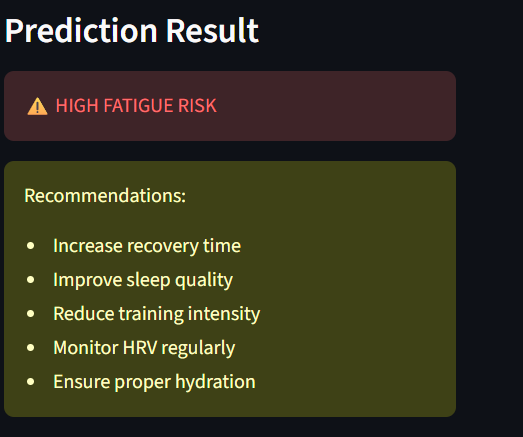 Prediction Result
⚠️ HIGH FATIGUE RISK
Recommendations:
• Increase recovery time
• Improve sleep quality
• Reduce training intensity
• Monitor HRV regularly
• Ensure proper hydration